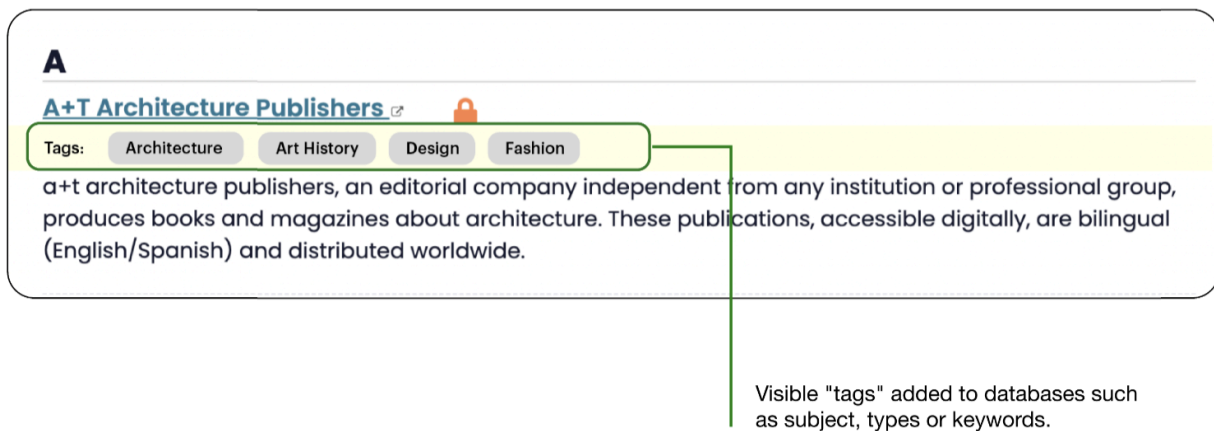 A
A+T Architecture Publishers
Tags: Architecture Art History Design Fashion
a+t architecture publishers, an editorial company independent from any institution or professional group,
produces books and magazines about architecture. These publications, accessible digitally, are bilingual
(English/Spanish) and distributed worldwide.
Visible "tags" added to databases such
as subject, types or keywords.